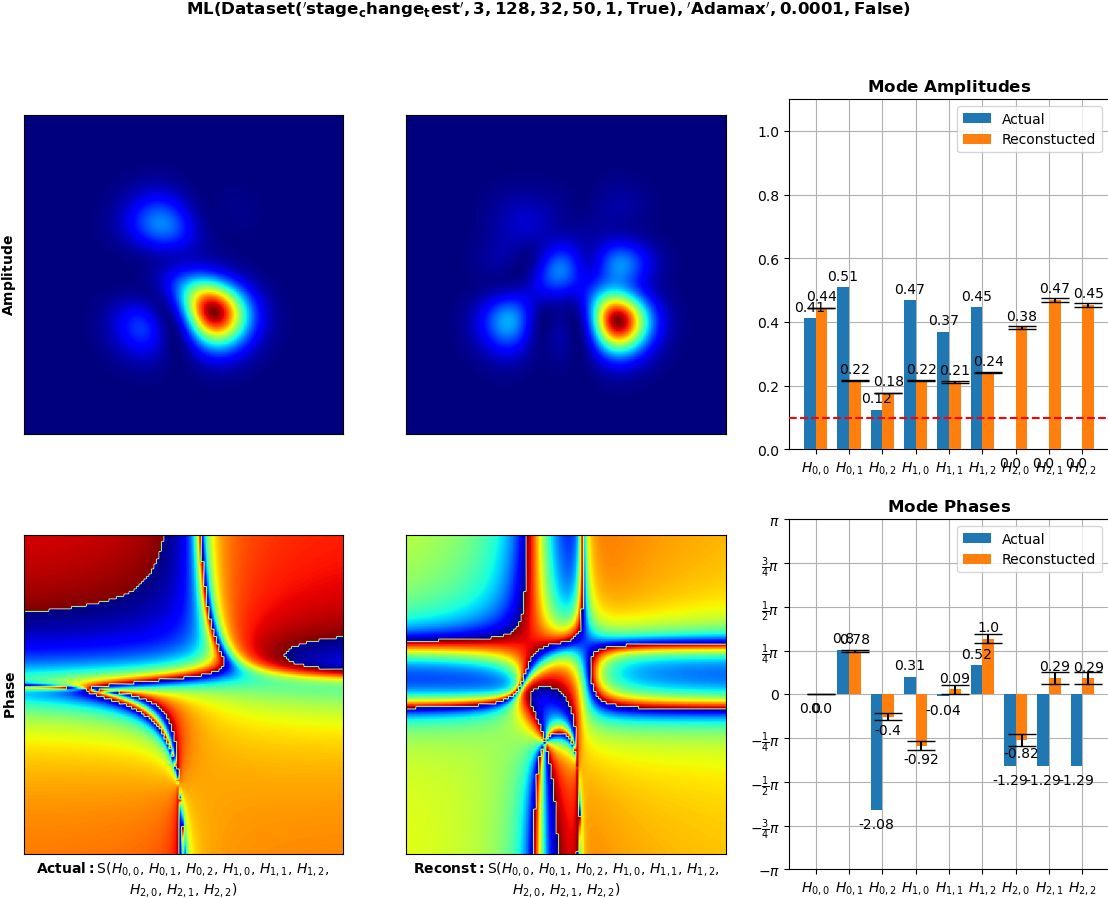 ML(Dataset('stage_change_test', 3, 128, 32, 50, 1, True), 'Adamax', 0.0001, False)
Amplitude
Mode Amplitudes
Actual
Reconstucted
1.0
0.8
0.6
0.4
0.2
0.0
0.41
0.44
0.51
0.22
0.12
0.18
0.47
0.22
0.37
0.21
0.45
0.24
0.0
0.38
0.0
0.47
0.0
0.45
H0,0 H0,1 H0,2 H1,0 H1,1 H1,2 H2,0 H2,1 H2,2
Phase
Actual: S(H0,0, H0,1, H0,2, H1,0, H1,1, H1,2,
H2,0, H2,1, H2,2)
Reconst: S(H0,0, H0,1, H0,2, H1,0, H1,1, H1,2,
H2,0, H2,1, H2,2)
Mode Phases
Actual
Reconstucted
π
3/4π
1/2π
1/4π
0
−1/4π
−1/2π
−3/4π
−π
0.0
0.0
0.8
0.78
-2.08
-0.4
0.31
-0.92
-0.04
0.09
0.52
1.0
-1.29
-0.82
-1.29
0.29
-1.29
0.29
H0,0 H0,1 H0,2 H1,0 H1,1 H1,2 H2,0 H2,1 H2,2